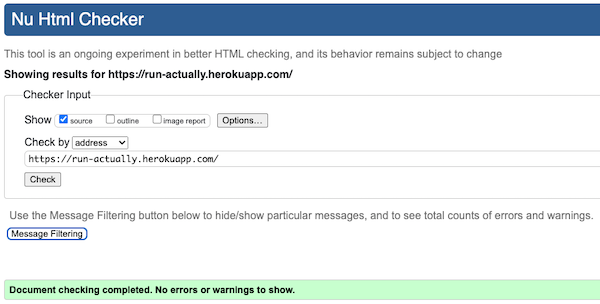 Nu Html Checker
This tool is an ongoing experiment in better HTML checking, and its behavior remains subject to change
Showing results for https://run-actually.herokuapp.com/
Checker Input
Show source outline image report Options...
Check by address
https://run-actually.herokuapp.com/
Check
Use the Message Filtering button below to hide/show particular messages, and to see total counts of errors and warnings.
Message Filtering
Document checking completed. No errors or warnings to show.